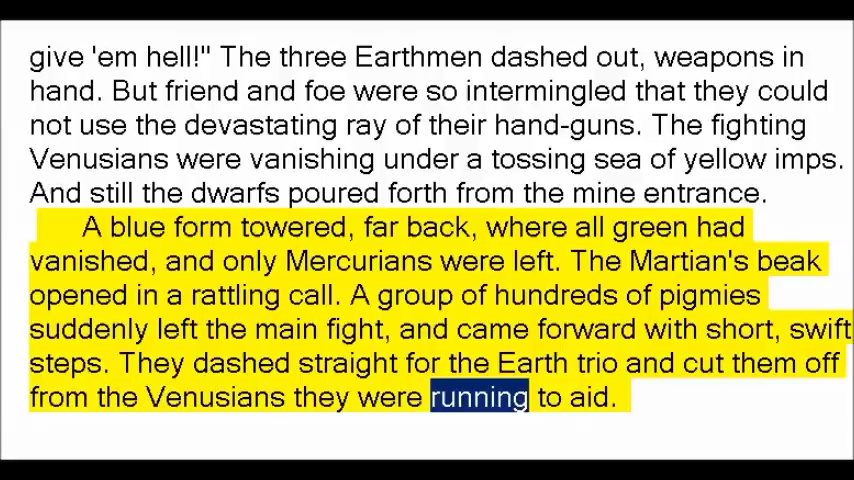 give 'em hell!" The three Earthmen dashed out, weapons in
hand. But friend and foe were so intermingled that they could
not use the devastating ray of their hand-guns. The fighting
Venusians were vanishing under a tossing sea of yellow imps.
And still the dwarfs poured forth from the mine entrance.
A blue form towered, far back, where all green had
vanished, and only Mercurians were left. The Martian's beak
opened in a rattling call. A group of hundreds of pigmies
suddenly left the main fight, and came forward with short, swift
steps. They dashed straight for the Earth trio and cut them off
from the Venusians they were running to aid.